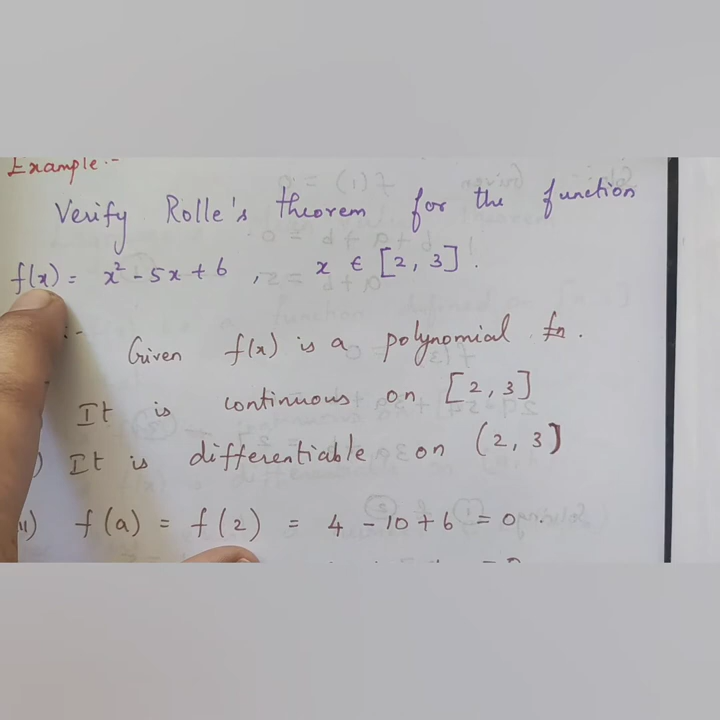 Example:-
Verify Rolle's theorem for the function
f(x) = x² - 5x + 6 , x ∈ [2, 3].
:-
Given f(x) is a polynomial fn.
It is continuous on [2, 3]
) It is differentiable on (2, 3)
ii) f(a) = f(2) = 4 - 10 + 6 = 0.